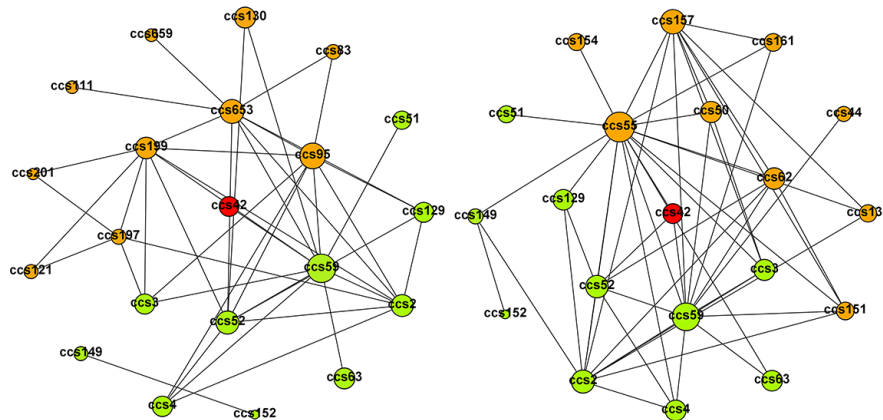 ccs130
ccs659
ccs83
ccs111
ccs653
ccs51
ccs199
ccs95
ccs201
ccs42
ccs129
ccs197
ccs121
ccs59
ccs3
ccs2
ccs52
ccs149
ccs63
ccs4
ccs152
ccs157
ccs154
ccs161
ccs51
ccs55
ccs50
ccs44
ccs62
ccs129
ccs149
ccs42
ccs13
ccs3
ccs52
ccs152
ccs59
ccs151
ccs2
ccs63
ccs4